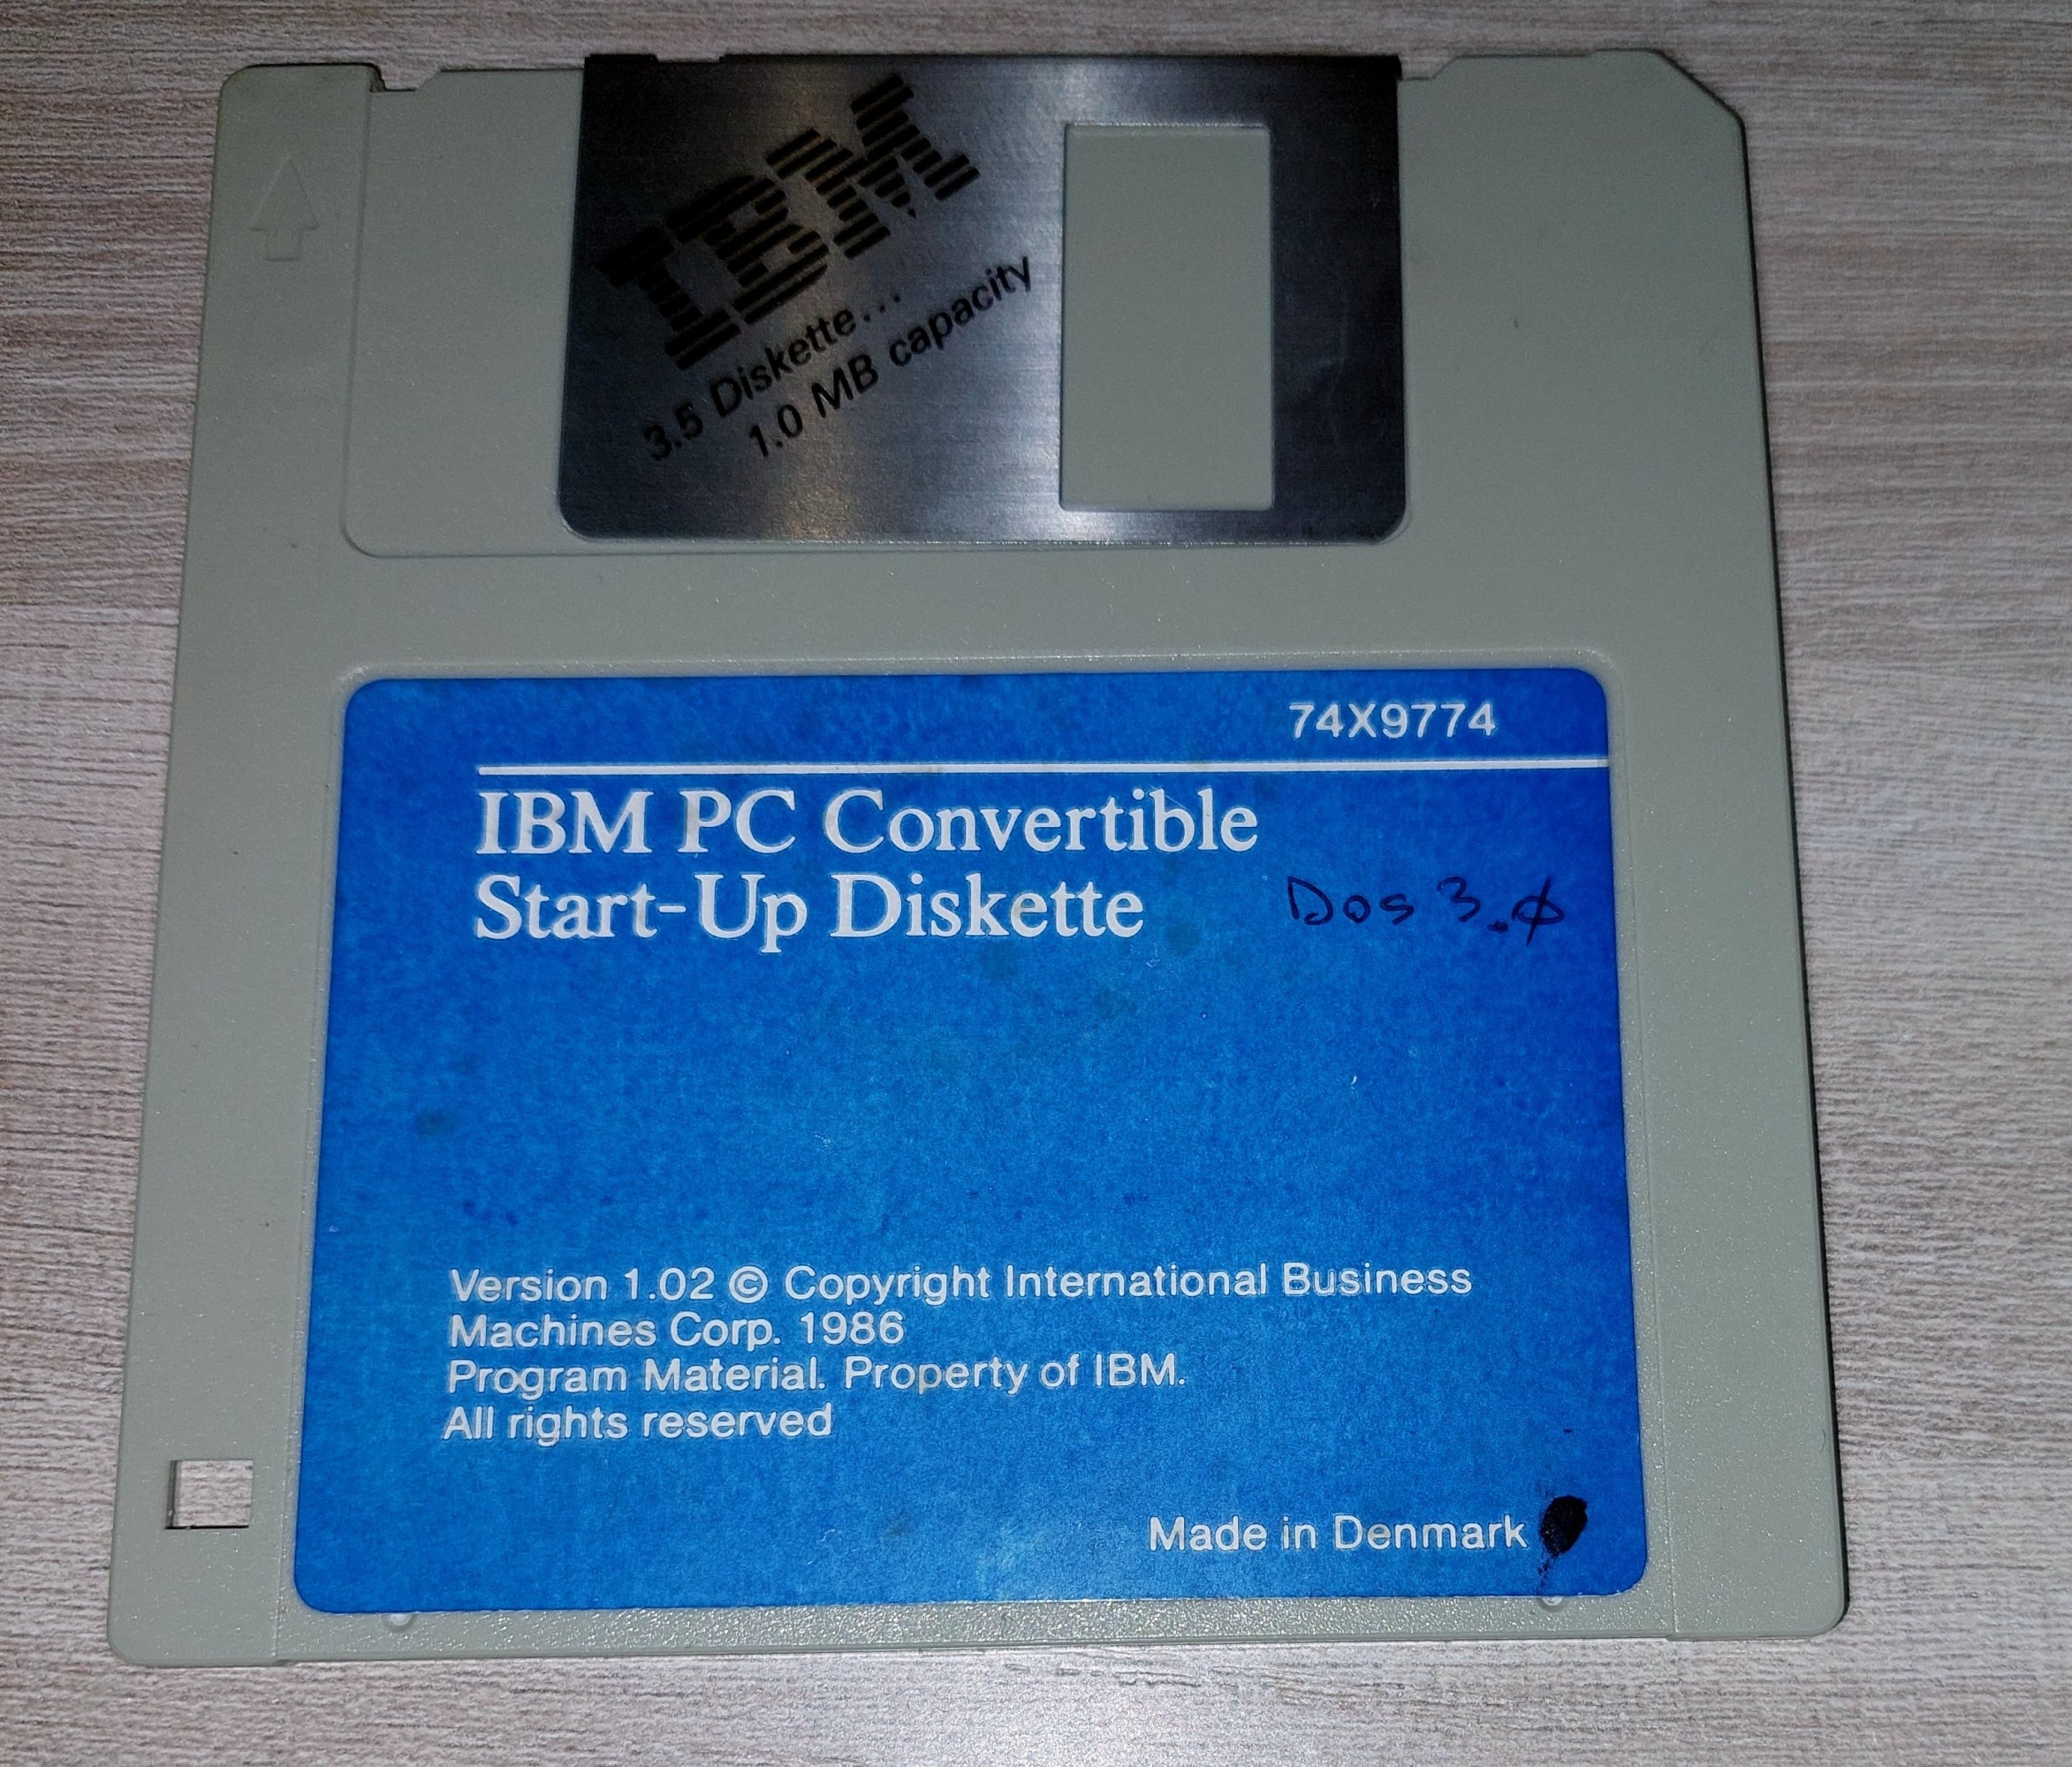 IBM
3.5 Diskette...
1.0 MB capacity
74X9774
IBM PC Convertible
Start-Up Diskette
Dos 3.0
Version 1.02 © Copyright International Business
Machines Corp. 1986
Program Material. Property of IBM.
All rights reserved
Made in Denmark